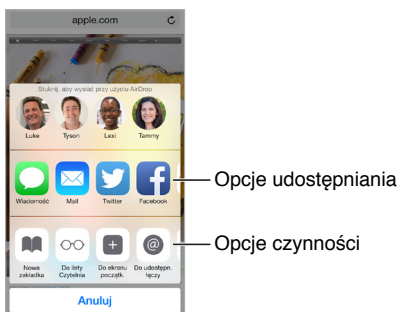 apple.com
Stuknij, aby wysłać przy użyciu AirDrop
Luke Tyson Lexi Tammy
Wiadomość Mail Twitter Facebook
Opcje udostępniania
Opcje czynności
Nowa Do listy Do ekranu Do udostępn.
zakładka Czytelnia początk. łączy
Anuluj